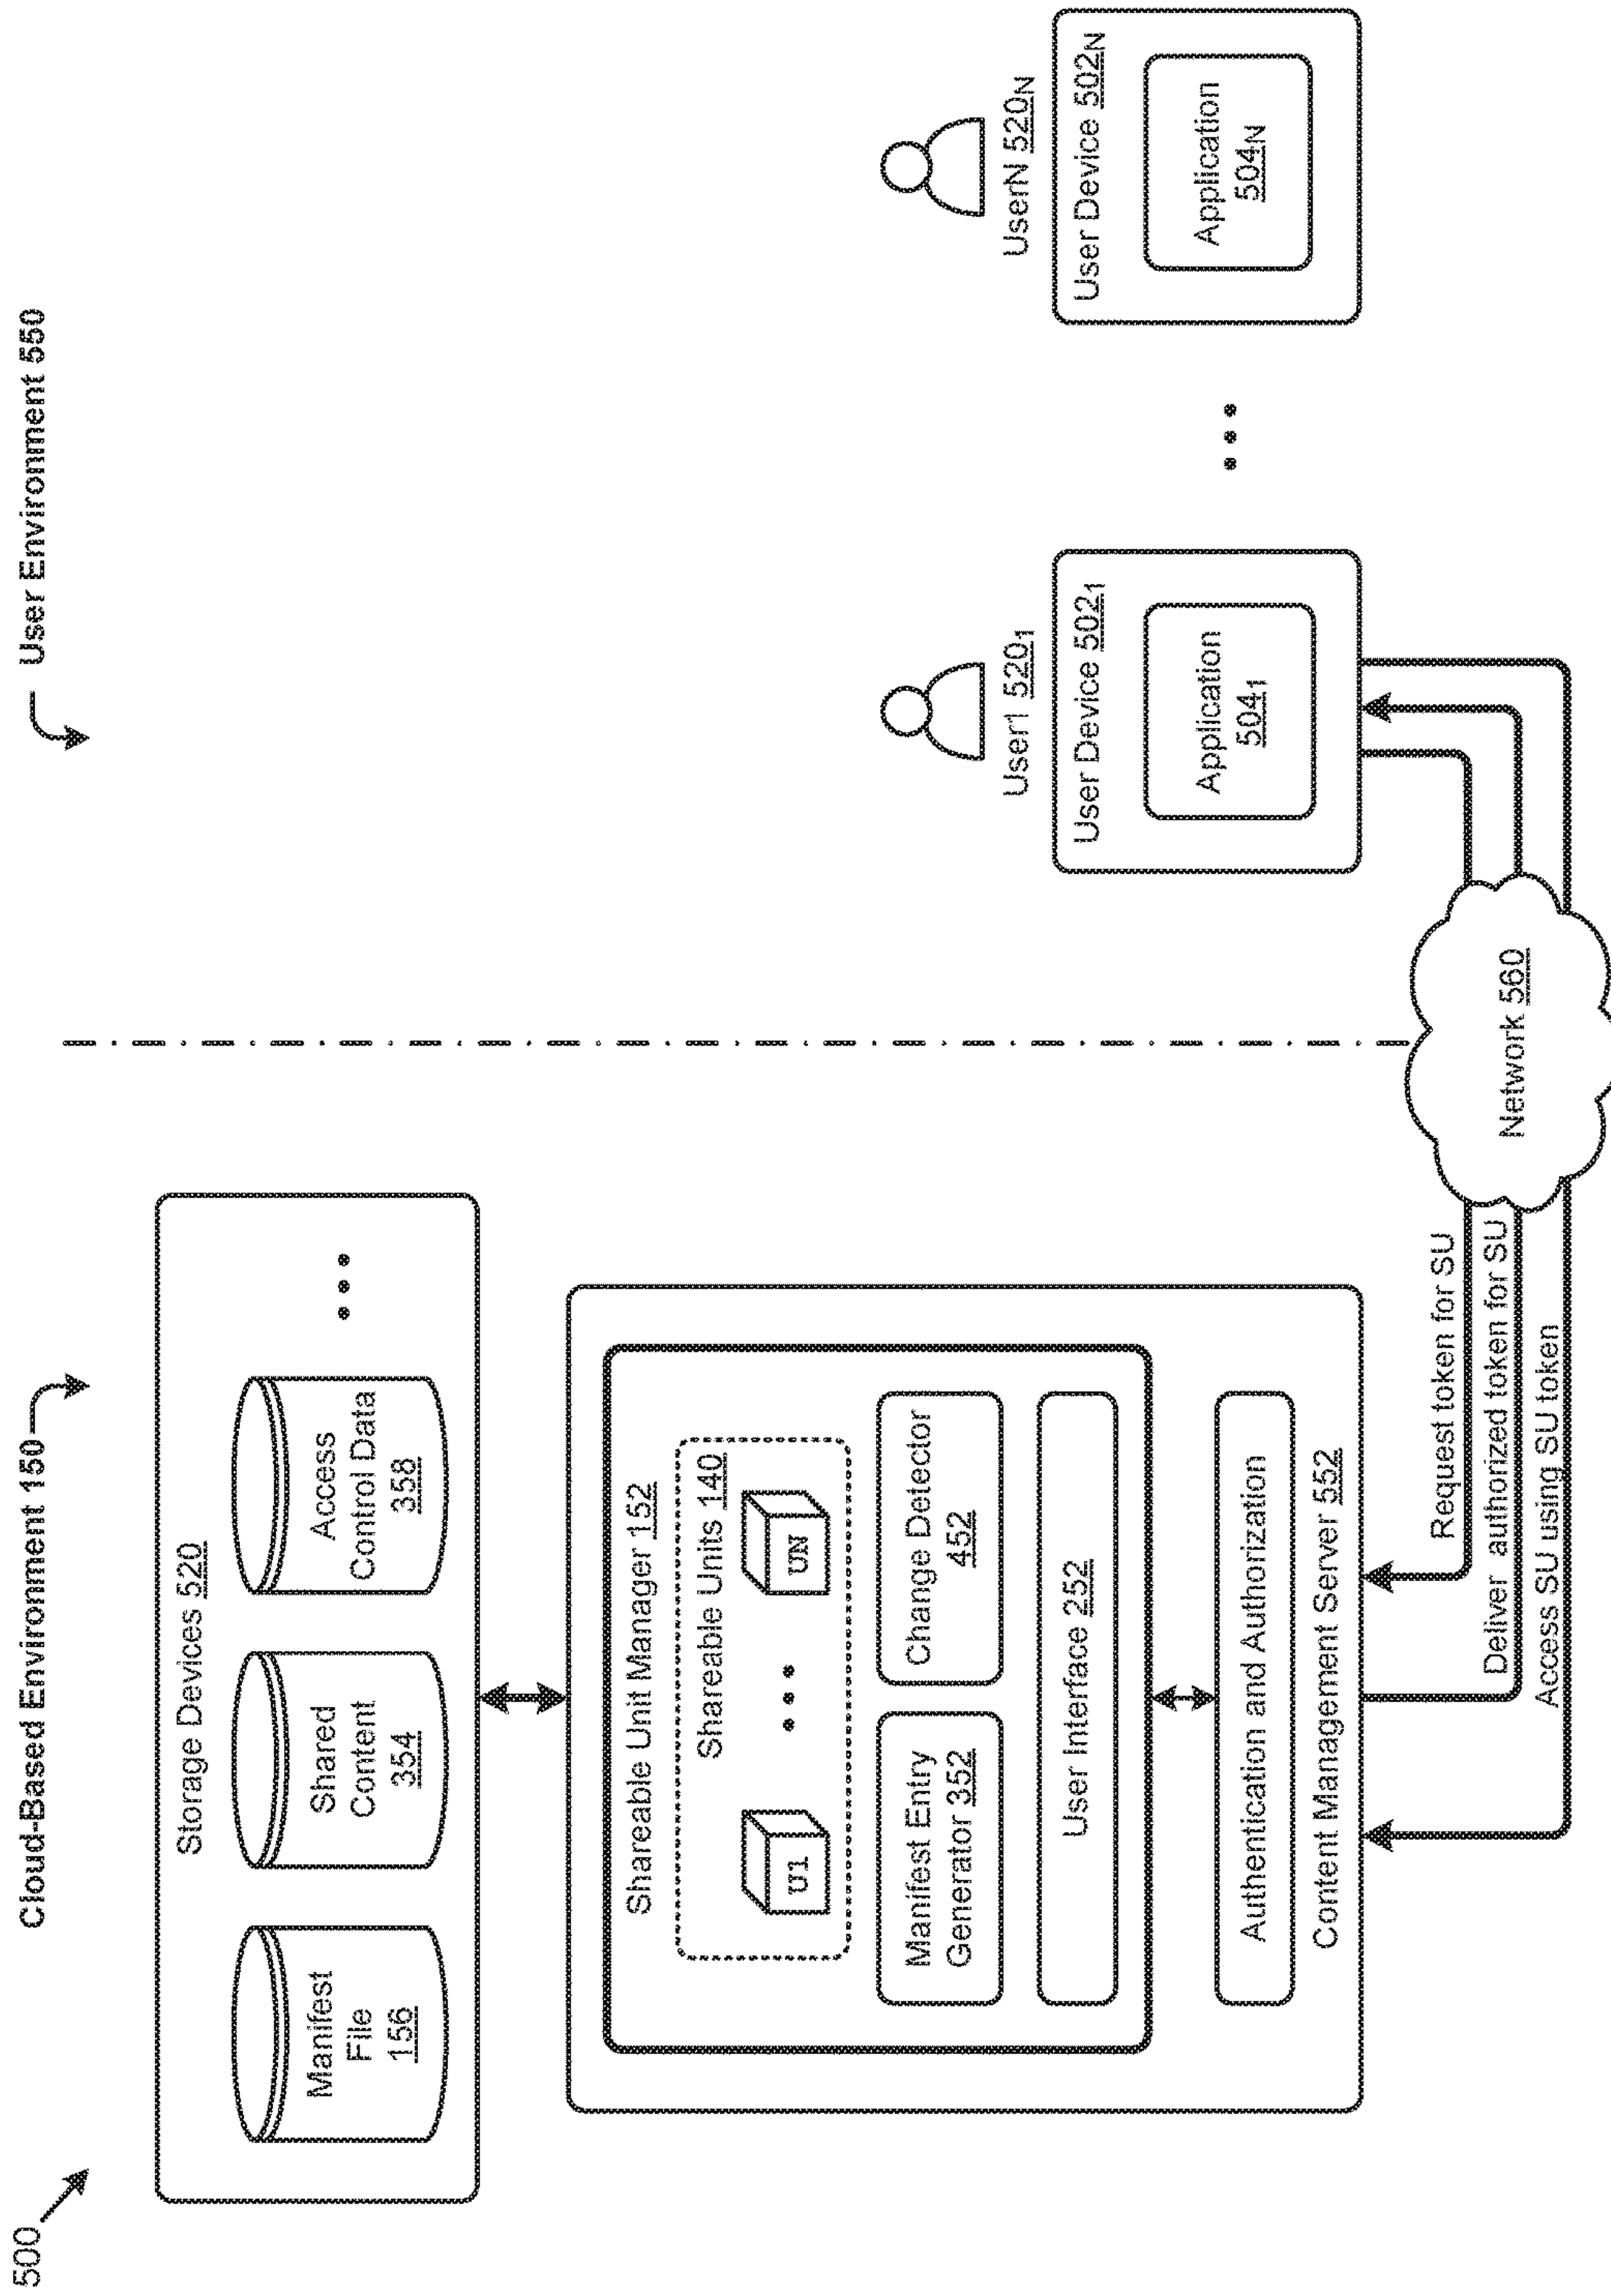 500
Cloud-Based Environment 150
User Environment 550
Storage Devices 520
Manifest
File
156
Shared
Content
354
Access
Control Data
358
Shareable Unit Manager 152
Shareable Units 140
U1
UN
Manifest Entry
Generator 352
Change Detector
452
User Interface 252
Authentication and Authorization
Content Management Server 552
User1 520₁
User Device 502₁
Application
504₁
UserN 520N
User Device 502N
Application
504N
Request token for SU
Deliver authorized token for SU
Access SU using SU token
Network 560